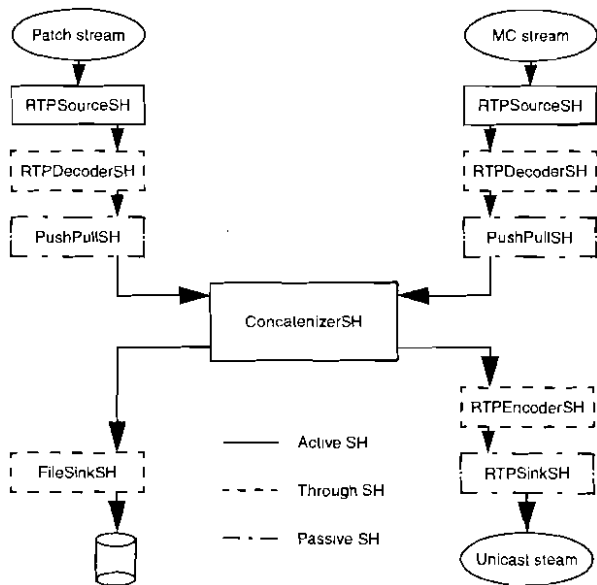 Patch stream
MC stream
RTPSourceSH
RTPSourceSH
RTPDecoderSH
RTPDecoderSH
PushPullSH
PushPullSH
ConcatenizerSH
RTPEncoderSH
Active SH
FileSinkSH
Through SH
RTPSinkSH
Passive SH
Unicast steam